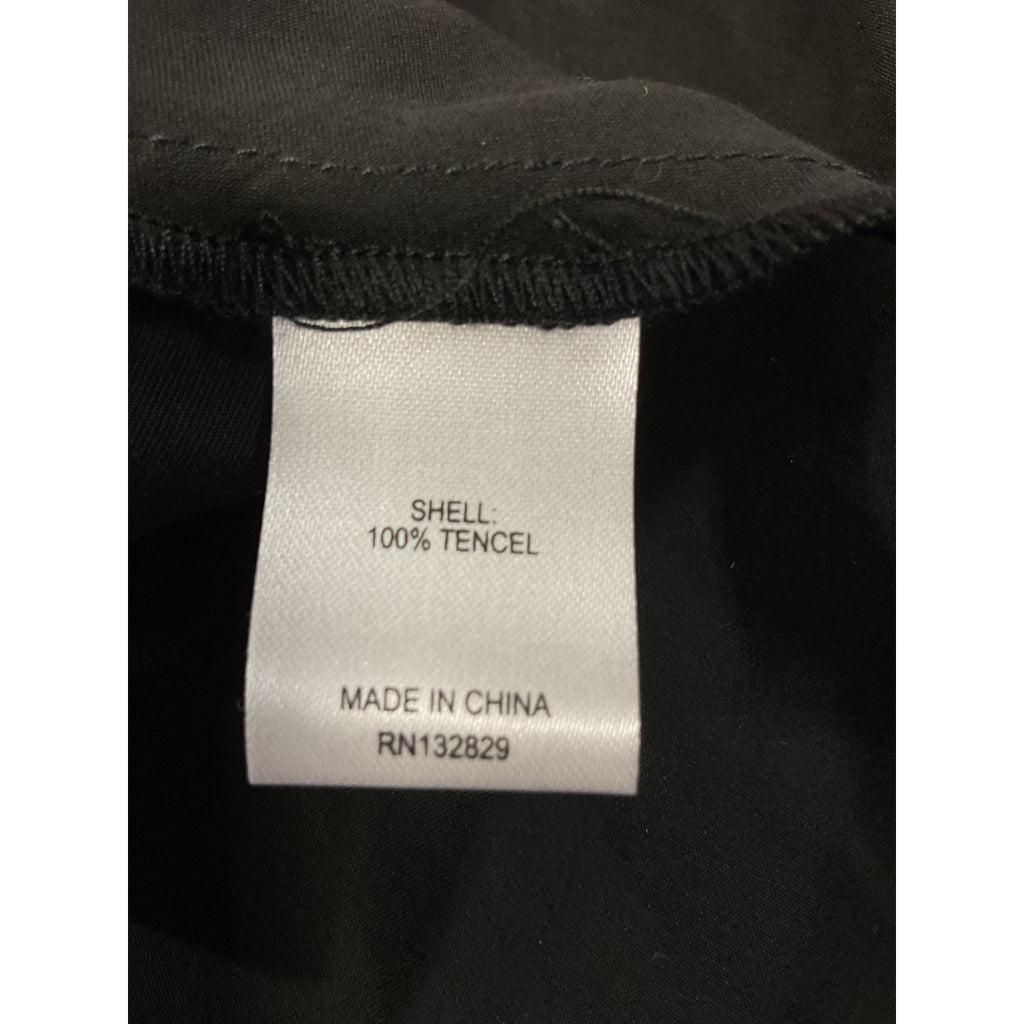 SHELL:
100% TENCEL
MADE IN CHINA
RN132829